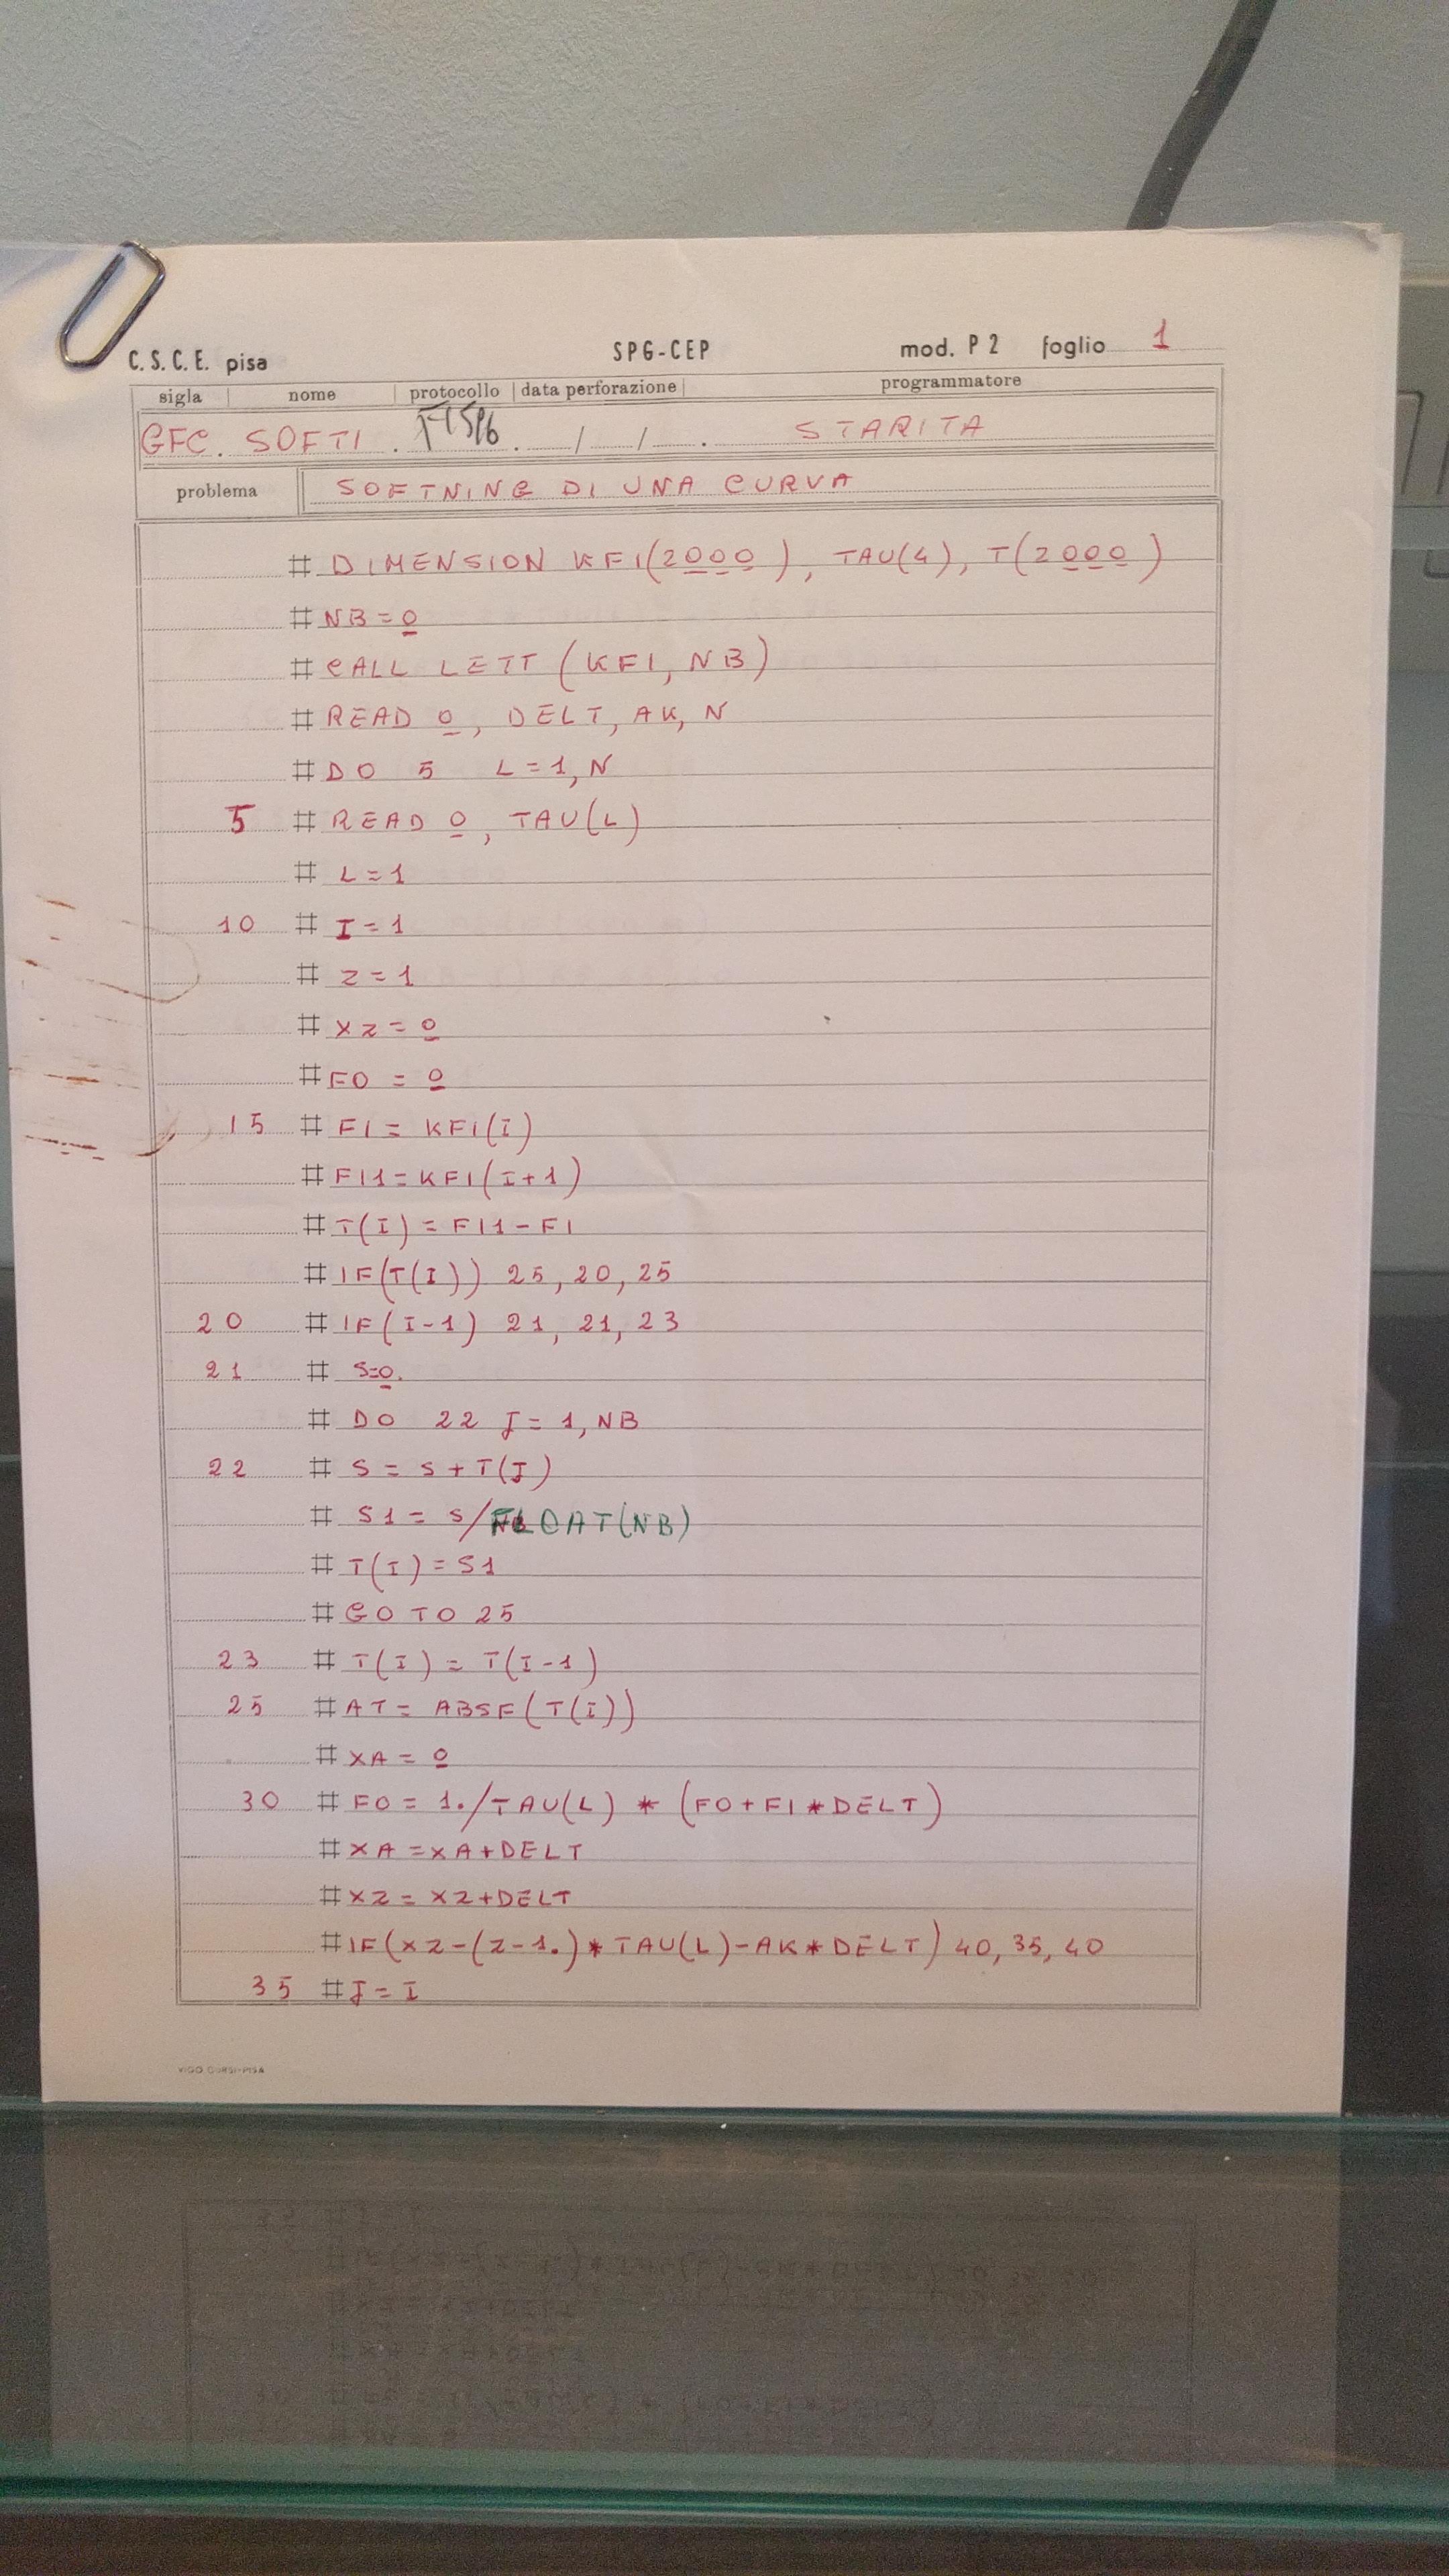 C. S. C. E. pisa SPG-CEP mod. P 2 foglio 1
sigla nome protocollo data perforazione programmatore
GFC. SOFTI . . / / . STARITA
problema SOFTNING DI UNA CURVA
# DIMENSION KFI(2000), TAU(4), T(2000)
# NB=0
# CALL LETT (KFI, NB)
# READ 0, DELT, AK, N
# DO 5 L=1, N
5 # READ 0, TAU(L)
# L=1
10 # I=1
# Z=1
# XZ=0
# FO = 0
15 # FI= KFI(I)
# FI1=KFI(I+1)
# T(I) = FI1-FI
# IF(T(I)) 25, 20, 25
20 # IF(I-1) 21, 21, 23
21 # S=0.
# DO 22 J=1, NB
22 # S = S+T(J)
# S1 = S/FLOAT(NB)
# T(I)=S1
# GO TO 25
23 # T(I) = T(I-1)
25 # AT= ABSF(T(I))
# XA=0
30 # FO= 1./TAU(L) * (FO+FI*DELT)
# XA=XA+DELT
# XZ=XZ+DELT
# IF(XZ-(Z-1.)*TAU(L)-AK*DELT) 40, 35, 40
35 # J=I
VIGO CURSI-PISA